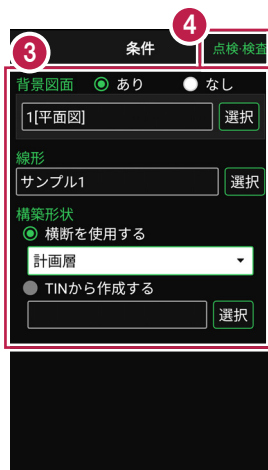 3
4
条件
点検・検査
背景図面 あり なし
1[平面図] 選択
線形
サンプル1 選択
構築形状
横断を使用する
計画層
TINから作成する
選択